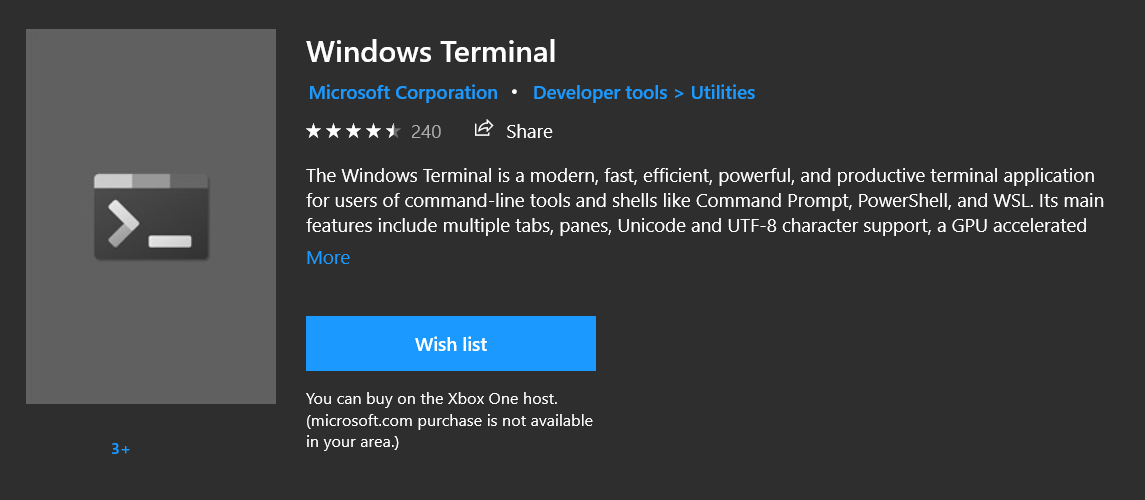 Windows Terminal
Microsoft Corporation • Developer tools > Utilities
240 Share
The Windows Terminal is a modern, fast, efficient, powerful, and productive terminal application
for users of command-line tools and shells like Command Prompt, PowerShell, and WSL. Its main
features include multiple tabs, panes, Unicode and UTF-8 character support, a GPU accelerated
More
Wish list
You can buy on the Xbox One host.
(microsoft.com purchase is not available
in your area.)
3+